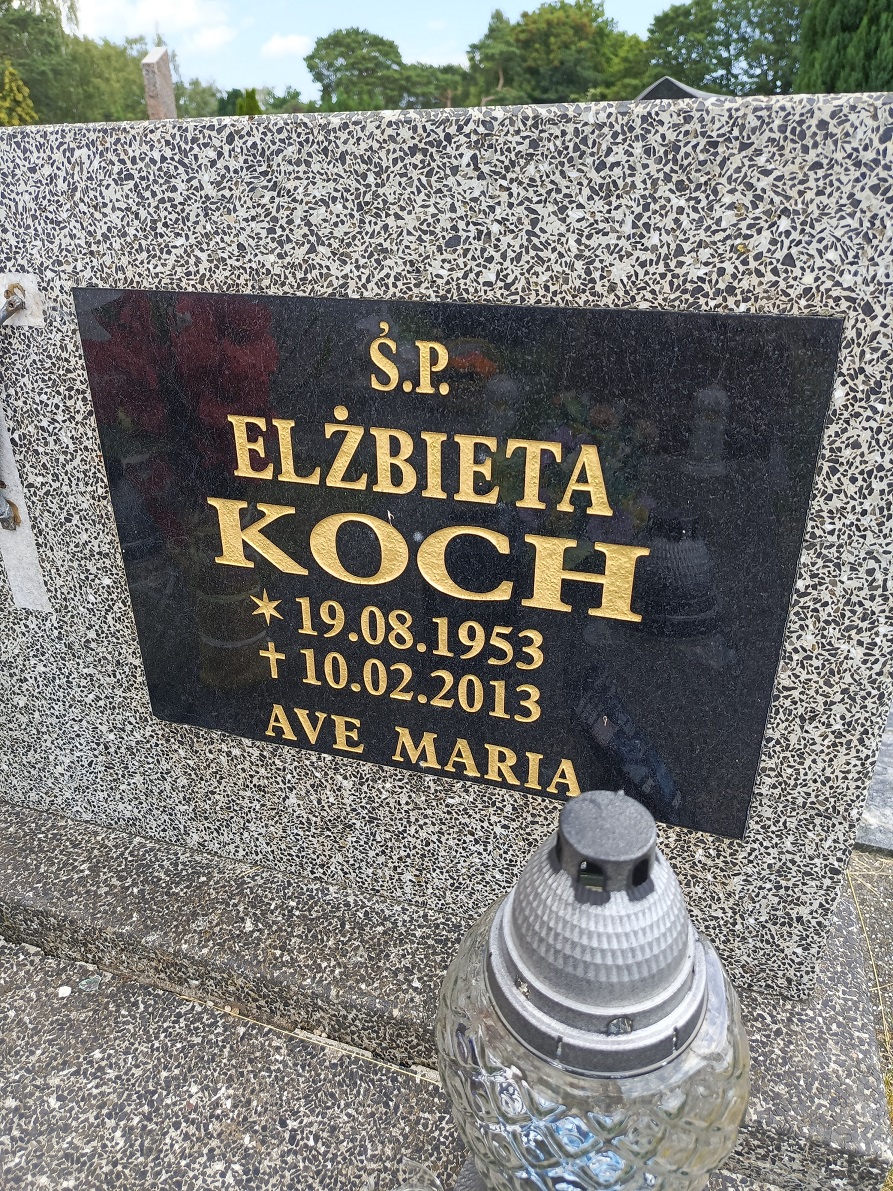 Ś.P.
ELŻBIETA
KOCH
* 19.08.1953
† 10.02.2013
AVE MARIA